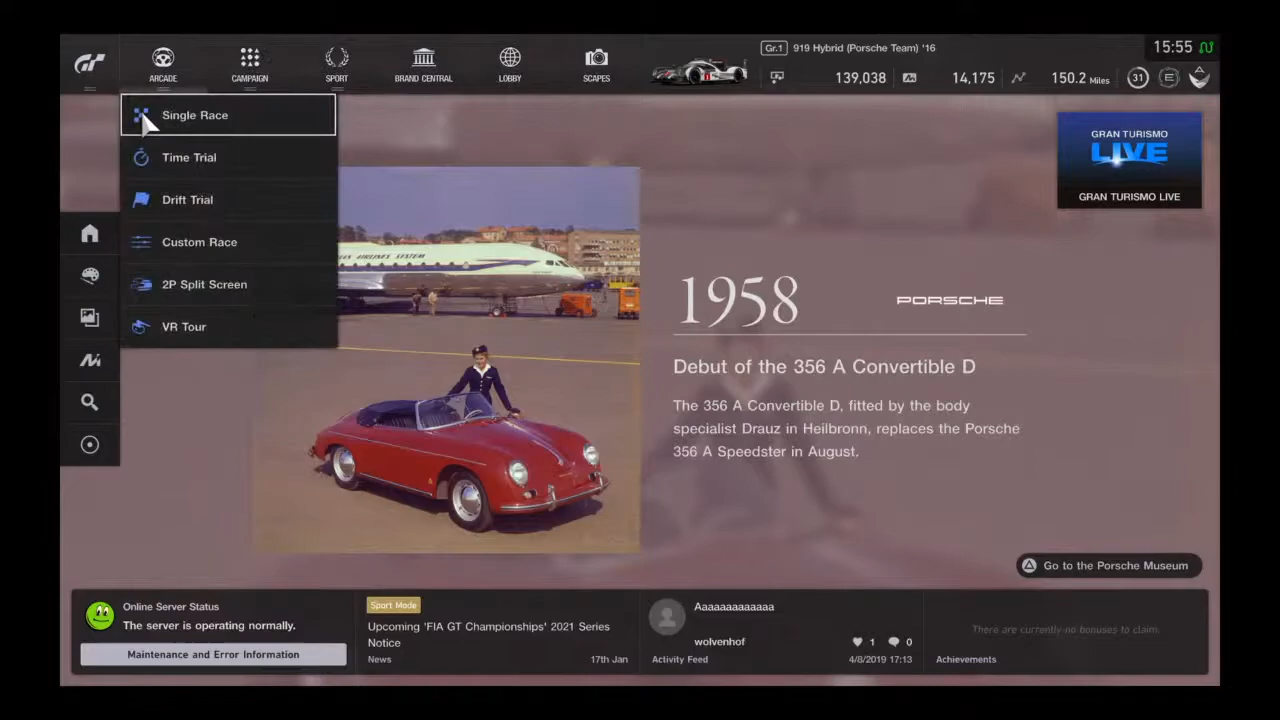 ARCADE
CAMPAIGN
SPORT
BRAND CENTRAL
LOBBY
SCAPES
Gr.1 919 Hybrid (Porsche Team) '16
15:55
139,038
14,175
150.2 Miles
31
E
Single Race
Time Trial
Drift Trial
Custom Race
2P Split Screen
VR Tour
GRAN TURISMO
LIVE
GRAN TURISMO LIVE
1958
PORSCHE
Debut of the 356 A Convertible D
The 356 A Convertible D, fitted by the body
specialist Drauz in Heilbronn, replaces the Porsche
356 A Speedster in August.
Go to the Porsche Museum
Online Server Status
The server is operating normally.
Maintenance and Error Information
Sport Mode
Upcoming 'FIA GT Championships' 2021 Series
Notice
News 17th Jan
Aaaaaaaaaaaa
wolvenhof 1 0
Activity Feed 4/8/2019 17:13
There are currently no bonuses to claim.
Achievements